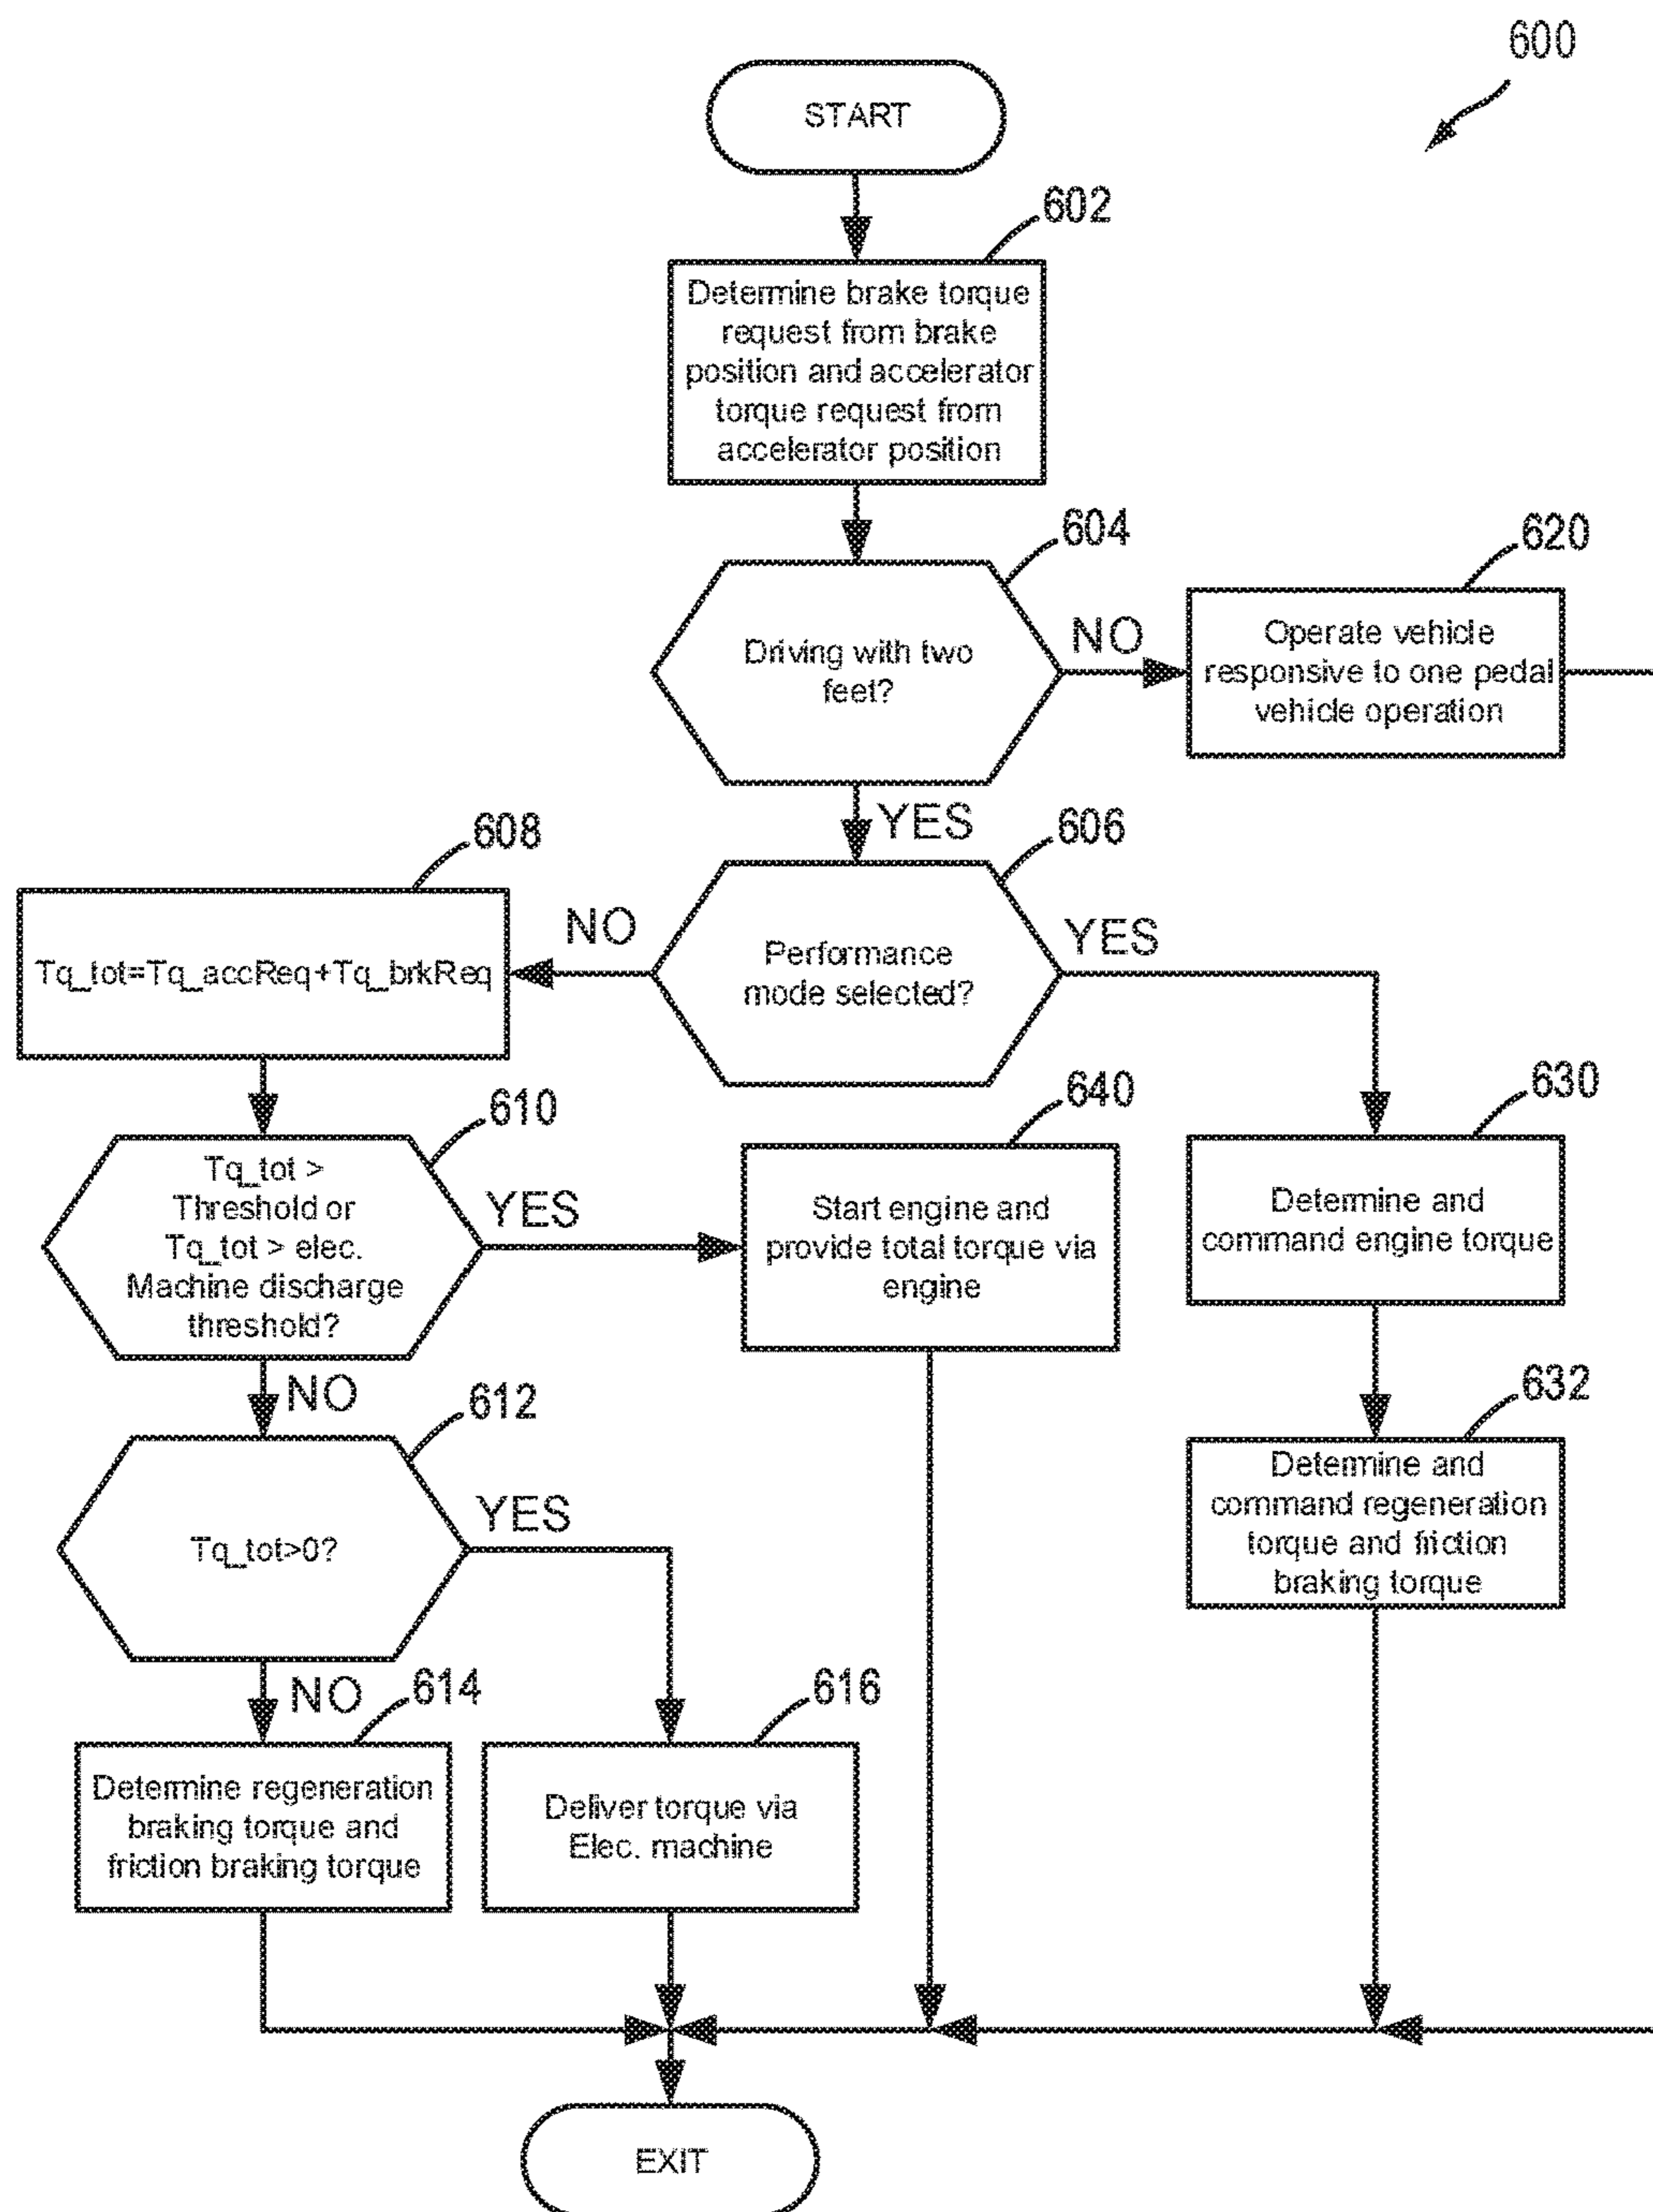 600
START
602
Determine brake torque
request from brake
position and accelerator
torque request from
accelerator position
604
Driving with two
feet?
NO
620
Operate vehicle
responsive to one pedal
vehicle operation
YES
606
Performance
mode selected?
NO
YES
608
Tq_tot=Tq_accReq+Tq_brkReq
610
Tq_tot >
Threshold or
Tq_tot > elec.
Machine discharge
threshold?
YES
640
Start engine and
provide total torque via
engine
630
Determine and
command engine torque
NO
612
Tq_tot>0?
YES
632
Determine and
command regeneration
torque and friction
braking torque
NO
614
Determine regeneration
braking torque and
friction braking torque
616
Deliver torque via
Elec. machine
EXIT